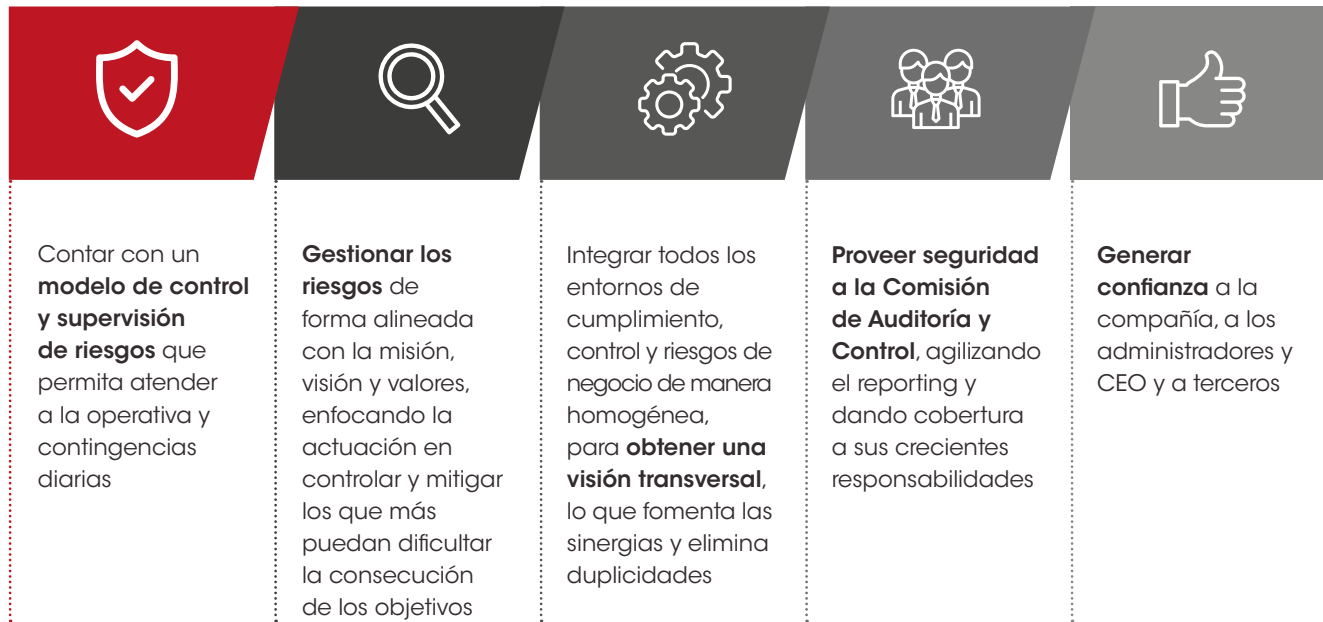 Contar con un
modelo de control
y supervisión
de riesgos que
permita atender
a la operativa y
contingencias
diarias
Gestionar los
riesgos de
forma alineada
con la misión,
visión y valores,
enfocando la
actuación en
controlar y mitigar
los que más
puedan dificultar
la consecución
de los objetivos
Integrar todos los
entornos de
cumplimiento,
control y riesgos de
negocio de manera
homogénea,
para obtener una
visión transversal,
lo que fomenta las
sinergias y elimina
duplicidades
Proveer seguridad
a la Comisión
de Auditoría y
Control, agilizando
el reporting y
dando cobertura
a sus crecientes
responsabilidades
Generar
confianza a la
compañía, a los
administradores y
CEO y a terceros